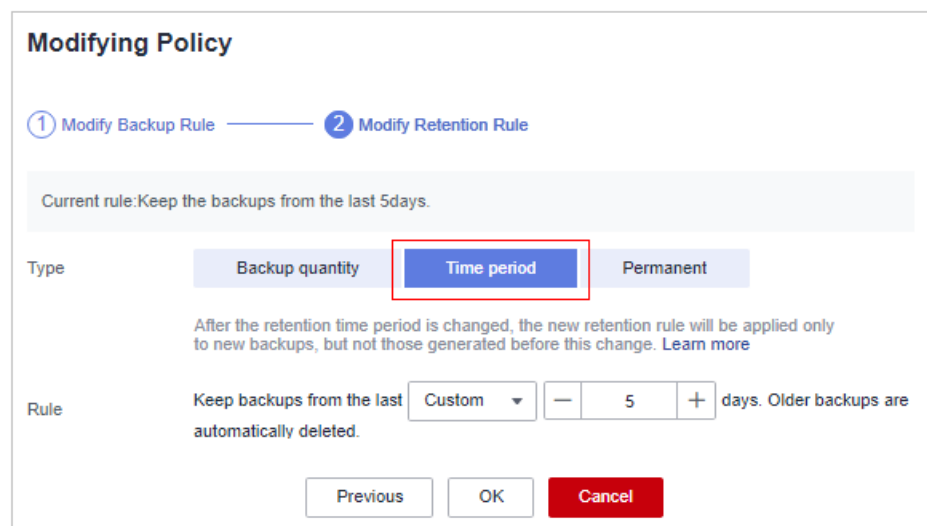 Modifying Policy
1 Modify Backup Rule 2 Modify Retention Rule
Current rule:Keep the backups from the last 5days.
Type Backup quantity Time period Permanent
After the retention time period is changed, the new retention rule will be applied only
to new backups, but not those generated before this change. Learn more
Rule Keep backups from the last Custom — 5 + days. Older backups are
automatically deleted.
Previous OK Cancel